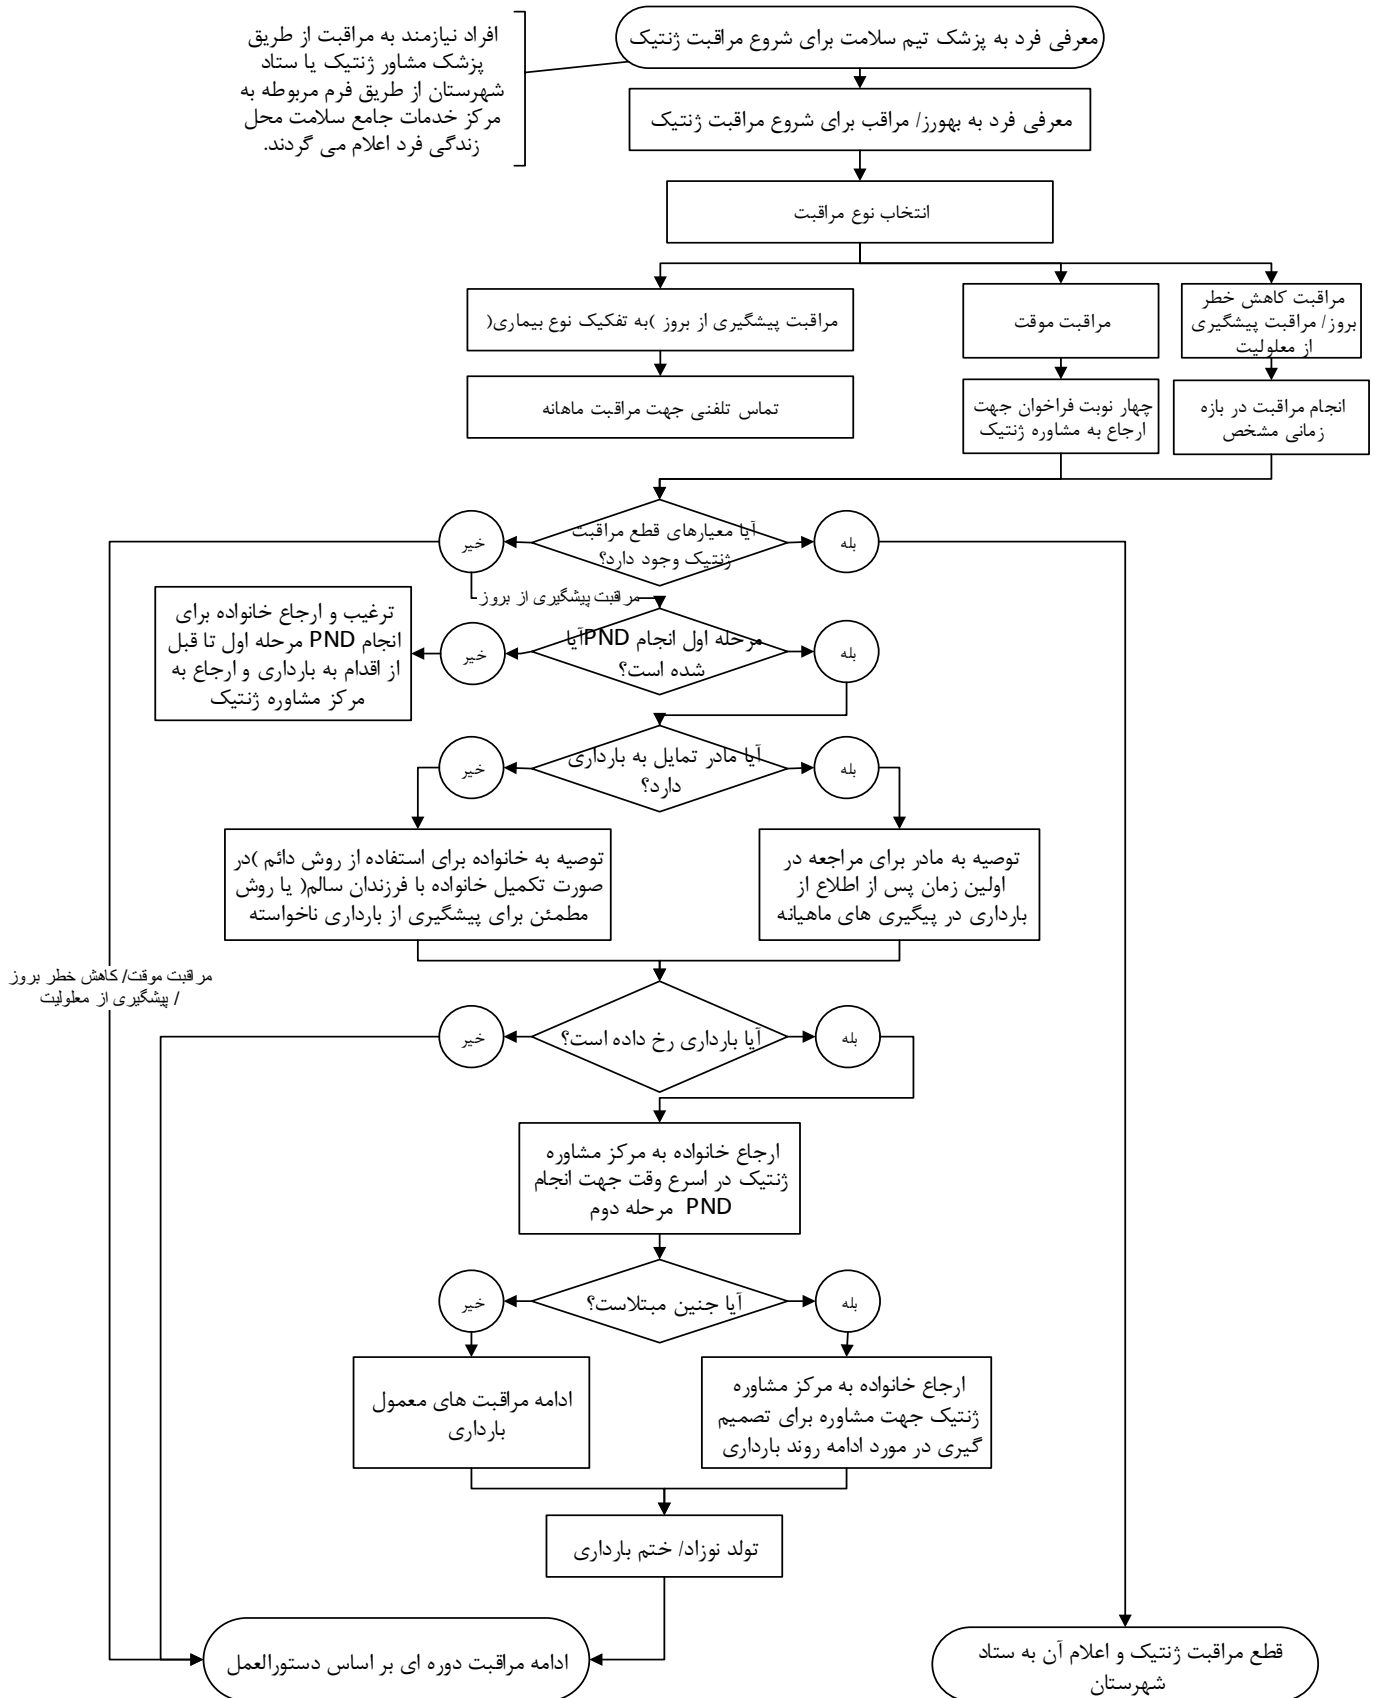 افراد نیازمند به مراقبت از طریق
پزشک مشاور ژنتیک یا ستاد
شهرستان از طریق فرم مربوطه به
مرکز خدمات جامع سلامت محل
زندگی فرد اعلام می گردند.
معرفی فرد به پزشک تیم سلامت برای شروع مراقبت ژنتیک
معرفی فرد به بهورز/ مراقب برای شروع مراقبت ژنتیک
انتخاب نوع مراقبت
مراقبت کاهش خطر
بروز/ مراقبت پیشگیری
از معلولیت
مراقبت موقت
مراقبت پیشگیری از بروز )به تفکیک نوع بیماری(
انجام مراقبت در بازه
زمانی مشخص
چهار نوبت فراخوان جهت
ارجاع به مشاوره ژنتیک
تماس تلفنی جهت مراقبت ماهانه
آیا معیارهای قطع مراقبت
ژنتیک وجود دارد؟
بله
خیر
مراقبت پیشگیری از بروز
مرحله اول انجام PNDآیا
شده است؟
بله
خیر
ترغیب و ارجاع خانواده برای
انجام PND مرحله اول تا قبل
از اقدام به بارداری و ارجاع به
مرکز مشاوره ژنتیک
آیا مادر تمایل به بارداری
دارد؟
بله
خیر
توصیه به مادر برای مراجعه در
اولین زمان پس از اطلاع از
بارداری در پیگیری های ماهیانه
توصیه به خانواده برای استفاده از روش دائم )در
صورت تکمیل خانواده با فرزندان سالم( یا روش
مطمئن برای پیشگیری از بارداری ناخواسته
مراقبت موقت/ کاهش خطر بروز
/ پیشگیری از معلولیت
آیا بارداری رخ داده است؟
بله
خیر
ارجاع خانواده به مرکز مشاوره
ژنتیک در اسرع وقت جهت انجام
PND مرحله دوم
آیا جنین مبتلاست؟
بله
خیر
ارجاع خانواده به مرکز مشاوره
ژنتیک جهت مشاوره برای تصمیم
گیری در مورد ادامه روند بارداری
ادامه مراقبت های معمول
بارداری
تولد نوزاد/ ختم بارداری
ادامه مراقبت دوره ای بر اساس دستورالعمل
قطع مراقبت ژنتیک و اعلام آن به ستاد
شهرستان